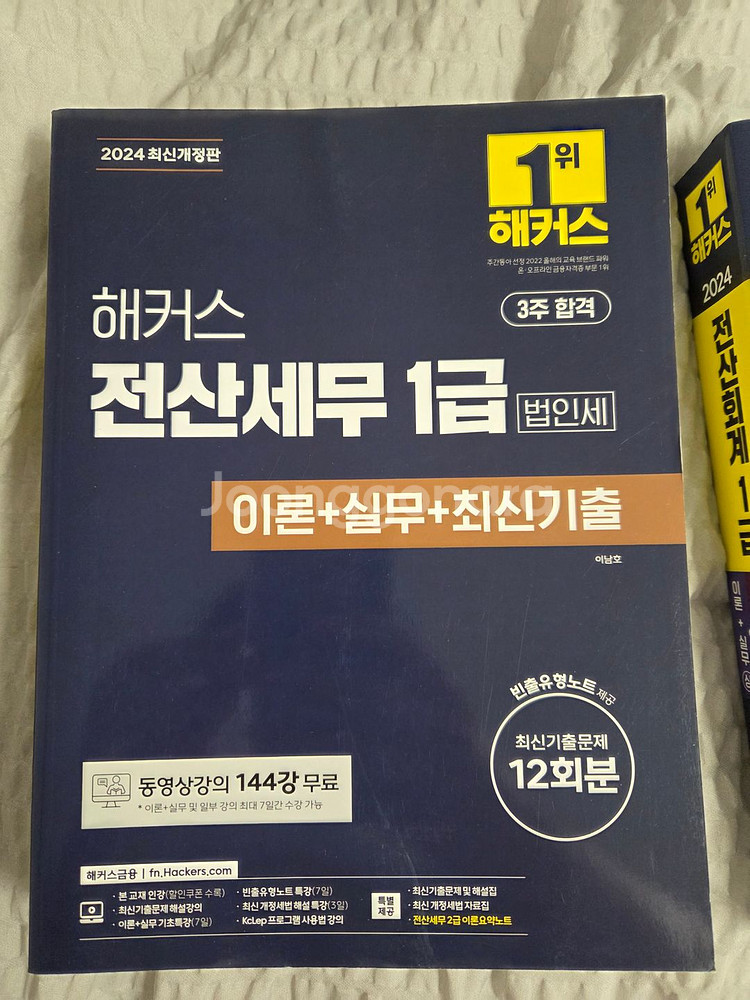 2024 최신개정판
1위
해커스
주간동아 선정 2022 올해의 교육 브랜드 파워
온·오프라인 금융자격증 부문 1위
3주 합격
해커스
전산세무 1급 법인세
이론+실무+최신기출
Joonggonara
이남호
빈출유형노트 제공
최신기출문제
12회분
동영상강의 144강 무료
* 이론+실무 및 일부 강의 최대 7일간 수강 가능
해커스금융 | fn.Hackers.com
· 본 교재 인강(할인쿠폰 수록)
· 최신기출문제 해설강의
· 이론+실무 기초특강(7일)
· 빈출유형노트 특강(7일)
· 최신 개정세법 해설 특강(3일)
· KcLep 프로그램 사용법 강의
특별
제공
· 최신기출문제 및 해설집
· 최신 개정세법 자료집
· 전산세무 2급 이론요약노트
1위
해커스
2024
전산회계 1급
이론 + 실무